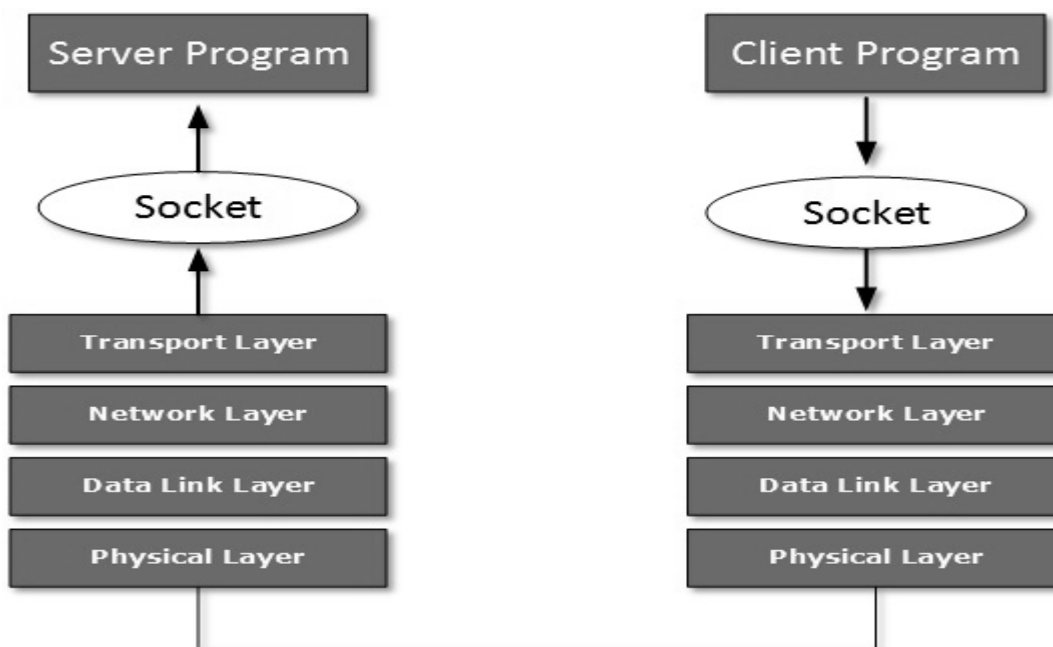 Server Program
Socket
Transport Layer
Network Layer
Data Link Layer
Physical Layer
Client Program
Socket
Transport Layer
Network Layer
Data Link Layer
Physical Layer